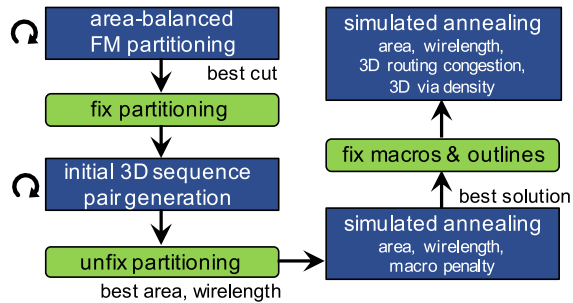 area-balanced
FM partitioning
best cut
fix partitioning
initial 3D sequence
pair generation
unfix partitioning
best area, wirelength
simulated annealing
area, wirelength,
macro penalty
best solution
fix macros & outlines
simulated annealing
area, wirelength,
3D routing congestion,
3D via density